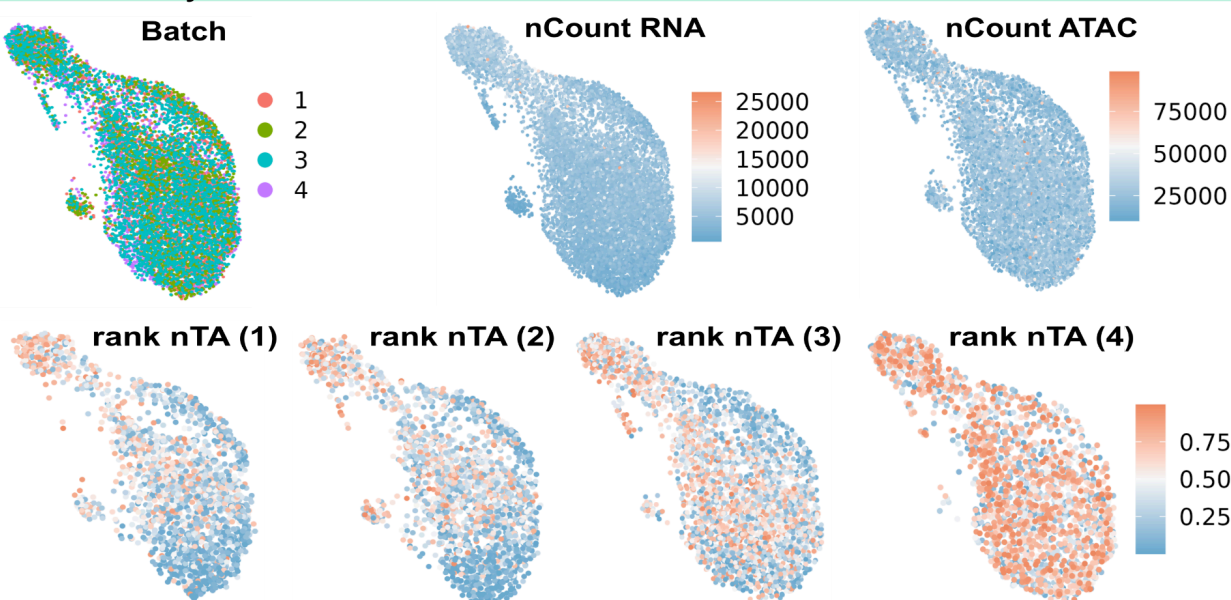 Batch
1
2
3
4
nCount RNA
25000
20000
15000
10000
5000
nCount ATAC
75000
50000
25000
rank nTA (1)
rank nTA (2)
rank nTA (3)
rank nTA (4)
0.75
0.50
0.25